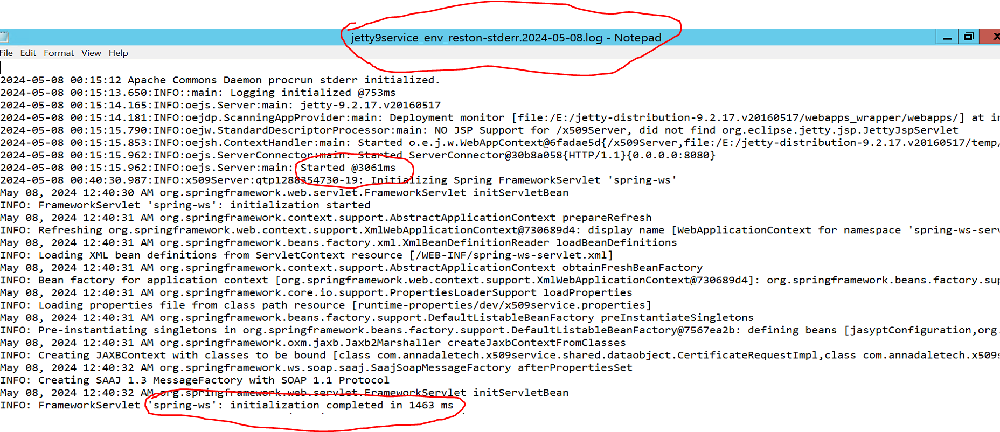 jetty9service_env_reston-stderr.2024-05-08.log - Notepad
File Edit Format View Help
2024-05-08 00:15:12 Apache Commons Daemon procrun stderr initialized.
2024-05-08 00:15:13.650:INFO::main: Logging initialized @753ms
2024-05-08 00:15:14.165:INFO:oejs.Server:main: jetty-9.2.17.v20160517
2024-05-08 00:15:14.181:INFO:oejdp.ScanningAppProvider:main: Deployment monitor [file:/E:/jetty-distribution-9.2.17.v20160517/webapps_wrapper/webapps/] at in
2024-05-08 00:15:15.790:INFO:oejw.StandardDescriptorProcessor:main: NO JSP Support for /x509Server, did not find org.eclipse.jetty.jsp.JettyJspServlet
2024-05-08 00:15:15.853:INFO:oejsh.ContextHandler:main: Started o.e.j.w.WebAppContext@6fadae5d{/x509Server,file:/E:/jetty-distribution-9.2.17.v20160517/temp/
2024-05-08 00:15:15.962:INFO:oejs.ServerConnector:main: Started ServerConnector@30b8a058{HTTP/1.1}{0.0.0.0:8080}
2024-05-08 00:15:15.962:INFO:oejs.Server:main: Started @3061ms
2024-05-08 00:40:30.987:INFO:x509Server:qtp1288354730-19: Initializing Spring FrameworkServlet 'spring-ws'
May 08, 2024 12:40:30 AM org.springframework.web.servlet.FrameworkServlet initServletBean
INFO: FrameworkServlet 'spring-ws': initialization started
May 08, 2024 12:40:31 AM org.springframework.context.support.AbstractApplicationContext prepareRefresh
INFO: Refreshing org.springframework.web.context.support.XmlWebApplicationContext@730689d4: display name [WebApplicationContext for namespace 'spring-ws-serv
May 08, 2024 12:40:31 AM org.springframework.beans.factory.xml.XmlBeanDefinitionReader loadBeanDefinitions
INFO: Loading XML bean definitions from ServletContext resource [/WEB-INF/spring-ws-servlet.xml]
May 08, 2024 12:40:31 AM org.springframework.context.support.AbstractApplicationContext obtainFreshBeanFactory
INFO: Bean factory for application context [org.springframework.web.context.support.XmlWebApplicationContext@730689d4]: org.springframework.beans.factory.sup
May 08, 2024 12:40:31 AM org.springframework.core.io.support.PropertiesLoaderSupport loadProperties
INFO: Loading properties file from class path resource [runtime-properties/dev/x509service.properties]
May 08, 2024 12:40:31 AM org.springframework.beans.factory.support.DefaultListableBeanFactory preInstantiateSingletons
INFO: Pre-instantiating singletons in org.springframework.beans.factory.support.DefaultListableBeanFactory@7567ea2b: defining beans [jasyptConfiguration,org.
May 08, 2024 12:40:31 AM org.springframework.oxm.jaxb.Jaxb2Marshaller createJaxbContextFromClasses
INFO: Creating JAXBContext with classes to be bound [class com.annadaletech.x509service.shared.dataobject.CertificateRequestImpl,class com.annadaletech.x509s
May 08, 2024 12:40:32 AM org.springframework.ws.soap.saaj.SaajSoapMessageFactory afterPropertiesSet
INFO: Creating SAAJ 1.3 MessageFactory with SOAP 1.1 Protocol
May 08, 2024 12:40:32 AM org.springframework.web.servlet.FrameworkServlet initServletBean
INFO: FrameworkServlet 'spring-ws': initialization completed in 1463 ms